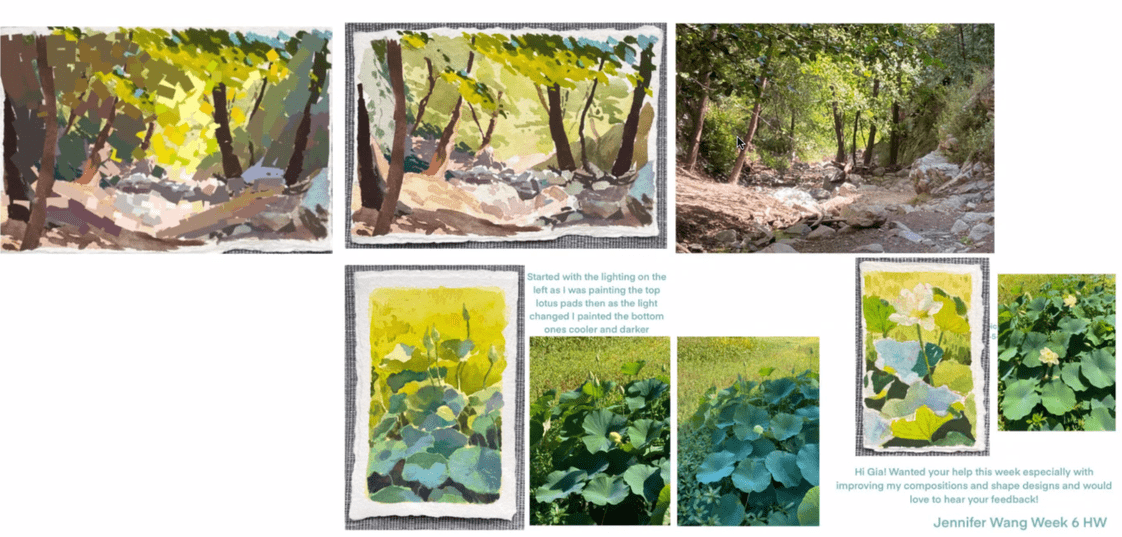 Started with the lighting on the
left as i was painting the top
lotus pads then as the light
changed I painted the bottom
ones cooler and darker
Hi Gia! Wanted your help this week especially with
improving my compositions and shape designs and would
love to hear your feedback!
Jennifer Wang Week 6 HW